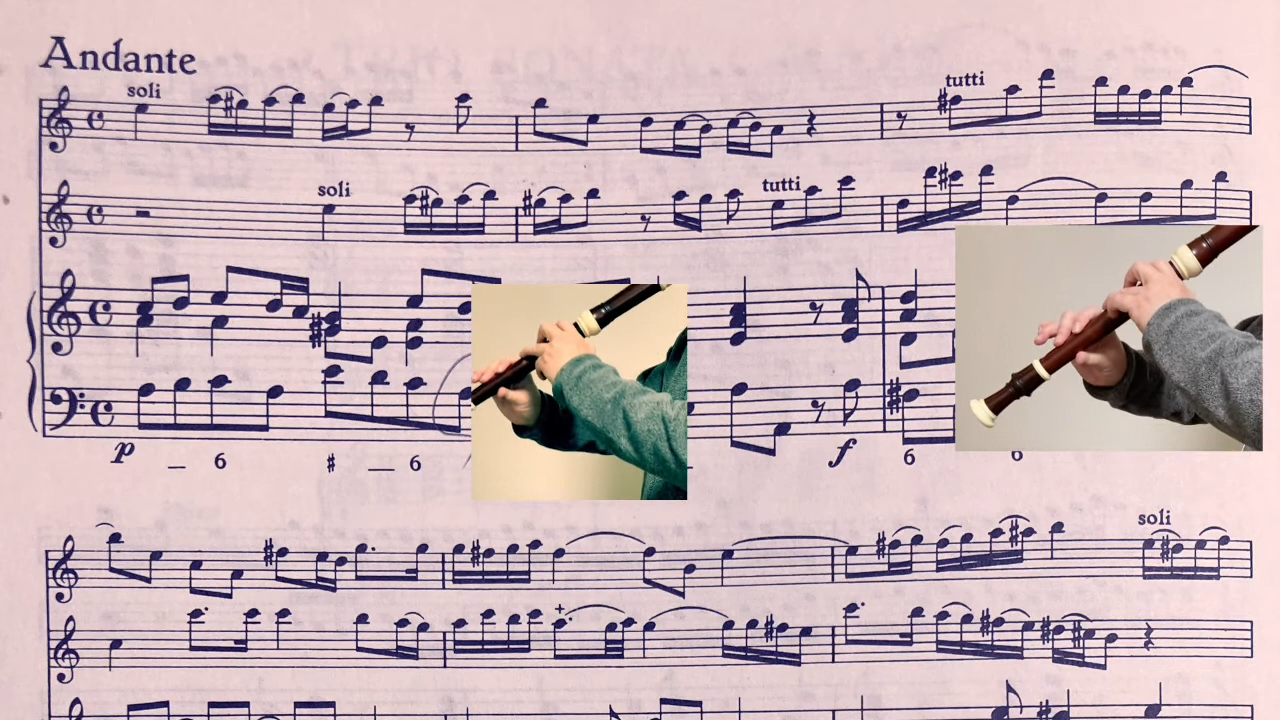 Andante
soli
soli
tutti
tutti
p
f
_ 6 # _ 6
6 6
soli